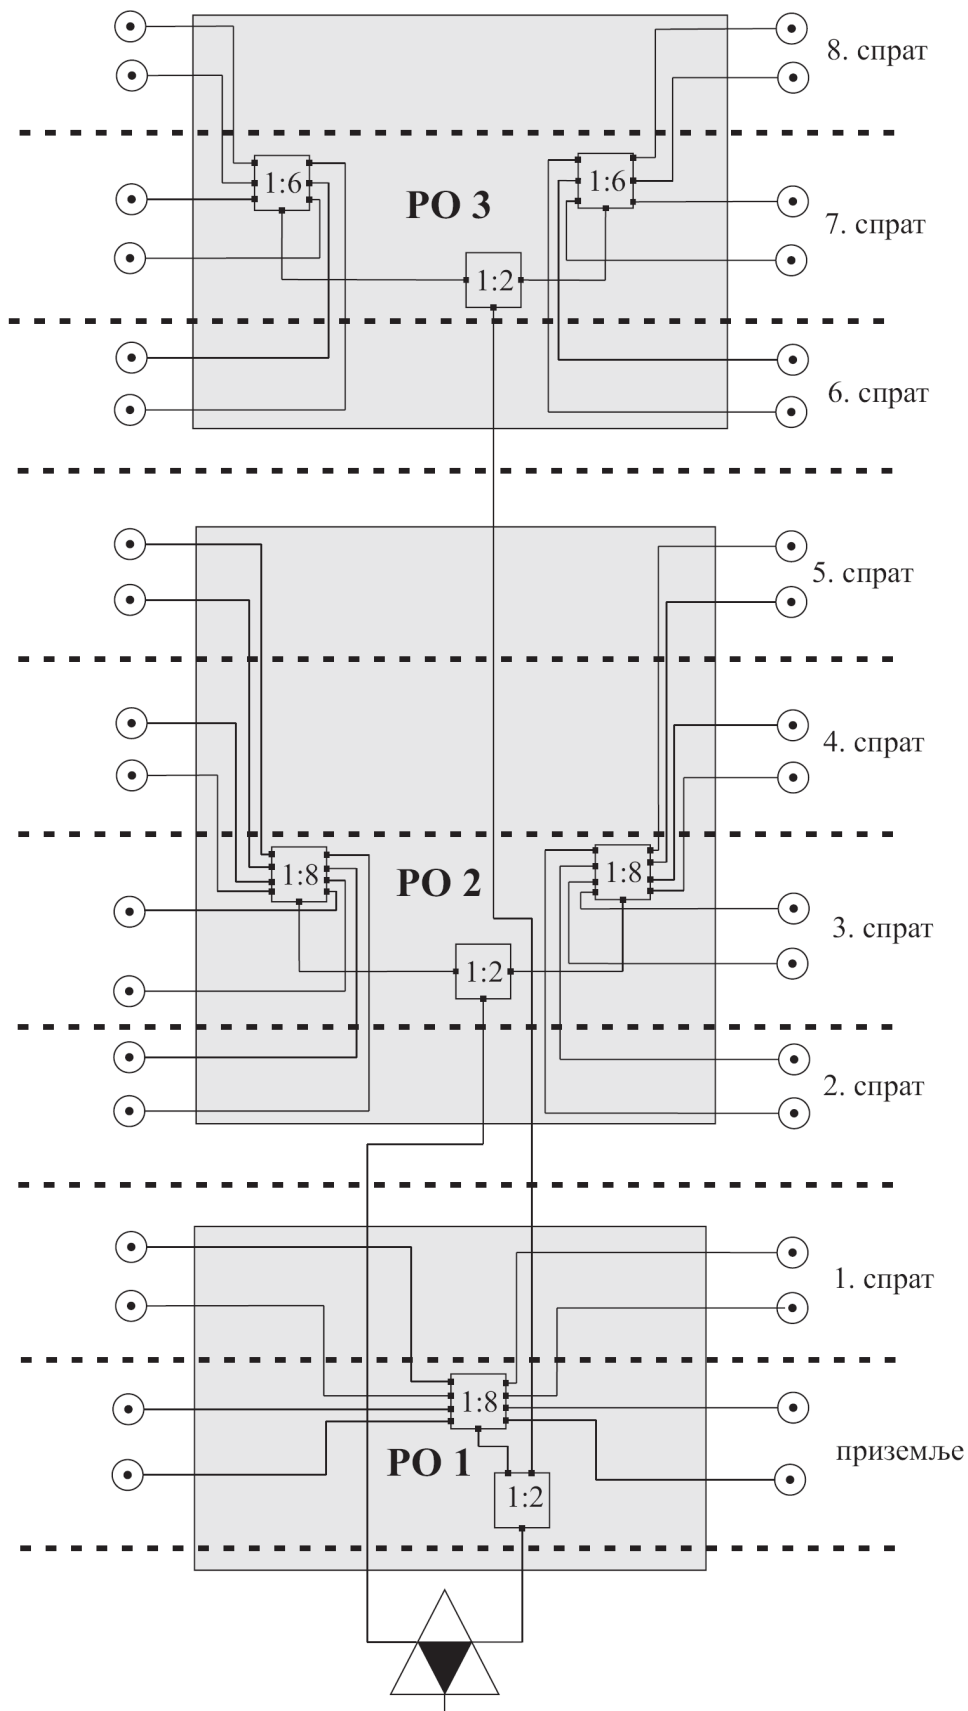 8. спрат
1:6
1:6
РО 3
7. спрат
1:2
6. спрат
5. спрат
4. спрат
1:8
1:8
РО 2
3. спрат
1:2
2. спрат
1. спрат
1:8
РО 1
приземље
1:2